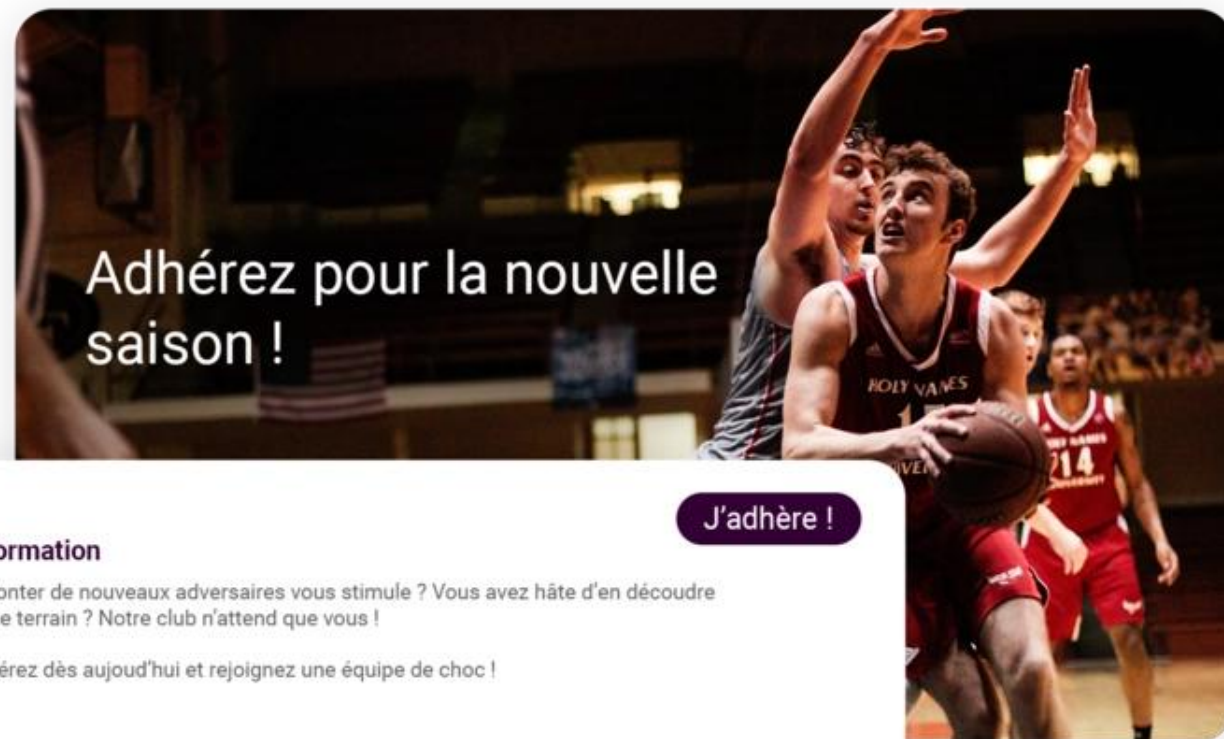 Adhérez pour la nouvelle
saison !
HOLY NAMES
14
J'adhère !
ormation
onter de nouveaux adversaires vous stimule ? Vous avez hâte d'en découdre
e terrain ? Notre club n'attend que vous !
érez dès aujoud'hui et rejoignez une équipe de choc !